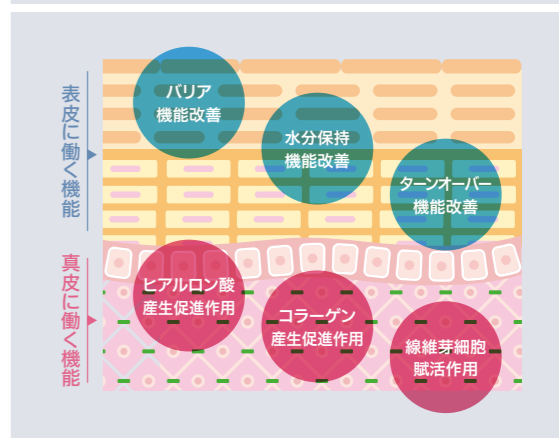 表皮に働く機能
バリア
機能改善
水分保持
機能改善
ターンオーバー
機能改善
真皮に働く機能
ヒアルロン酸
産生促進作用
コラーゲン
産生促進作用
線維芽細胞
賦活作用